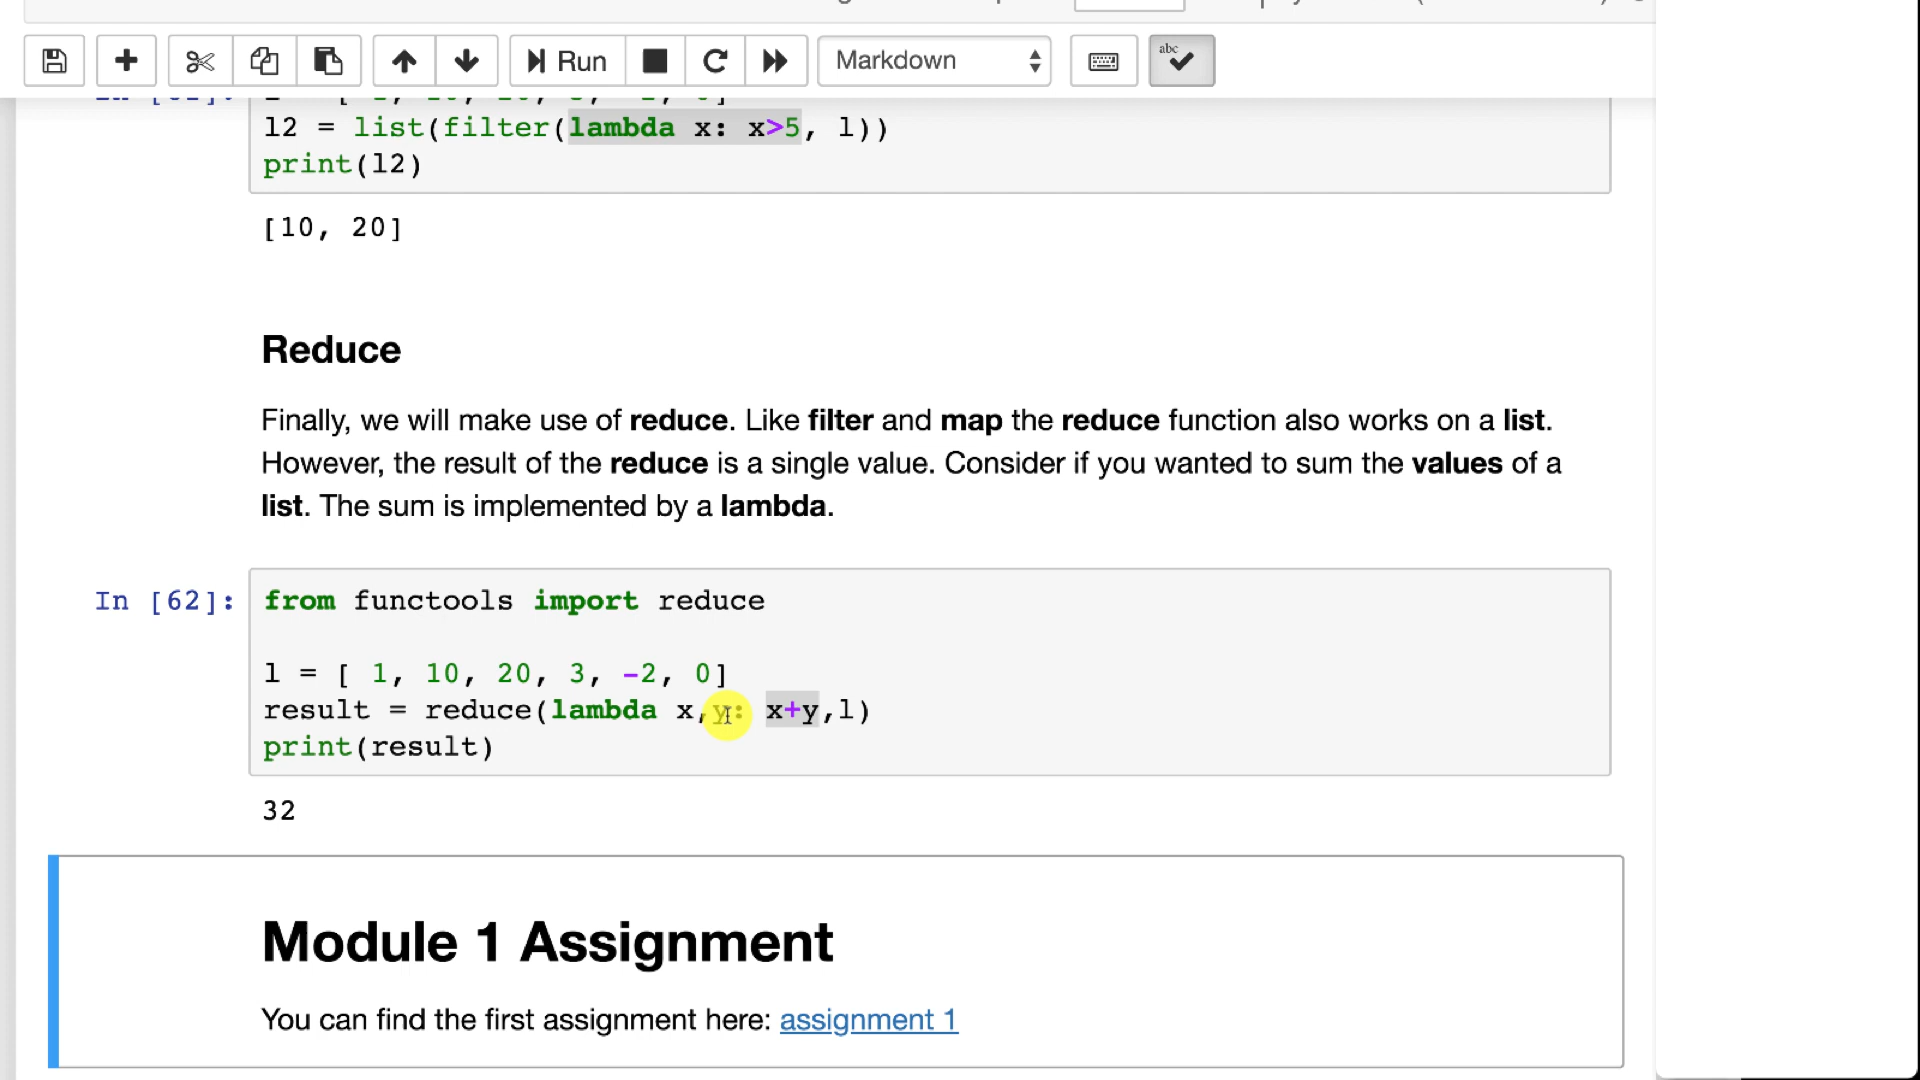 Run
Markdown
abc
l2 = list(filter(lambda x: x>5, l))
print(l2)
[10, 20]
Reduce
Finally, we will make use of reduce. Like filter and map the reduce function also works on a list.
However, the result of the reduce is a single value. Consider if you wanted to sum the values of a
list. The sum is implemented by a lambda.
In [62]:
from functools import reduce
l = [ 1, 10, 20, 3, -2, 0]
result = reduce(lambda x,y: x+y,l)
print(result)
32
Module 1 Assignment
You can find the first assignment here: assignment 1